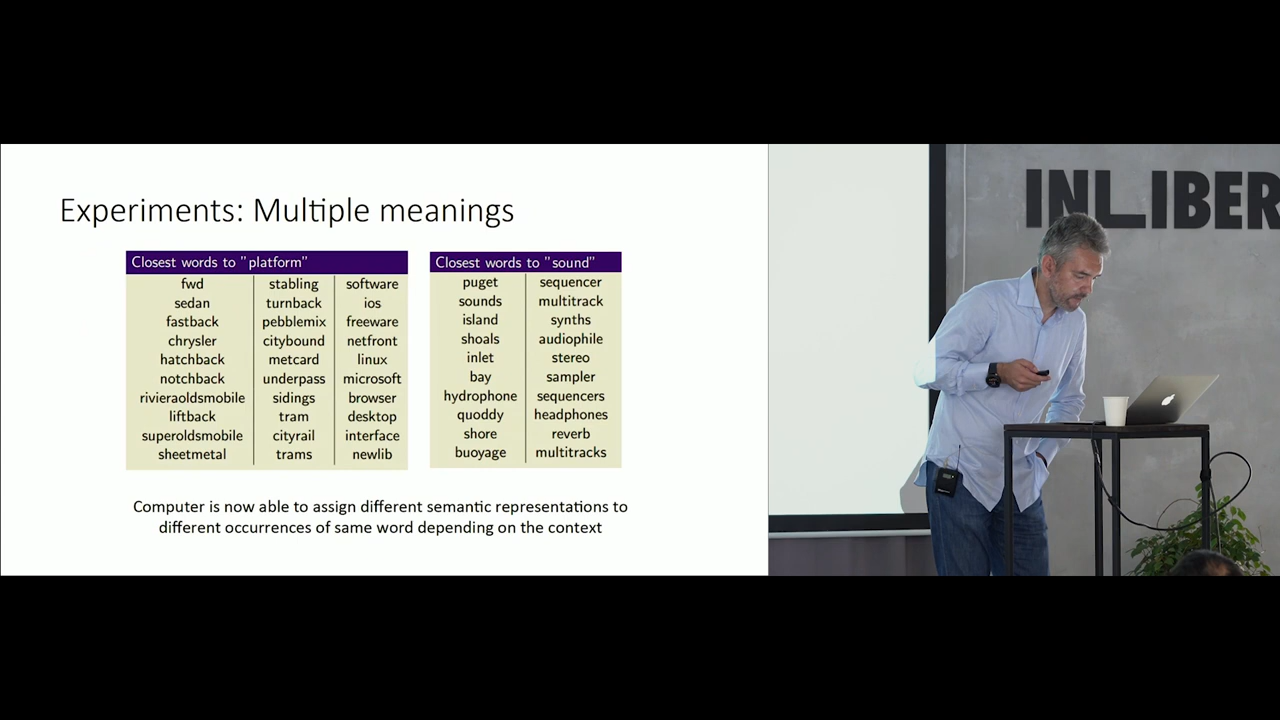 Experiments: Multiple meanings
Closest words to "platform"
fwd stabling software
sedan turnback ios
fastback pebblemix freeware
chrysler citybound netfront
hatchback metcard linux
notchback underpass microsoft
rivieraoldsmobile sidings browser
liftback tram desktop
superoldsmobile cityrail interface
sheetmetal trams newlib
Closest words to "sound"
puget sequencer
sounds multitrack
island synths
shoals audiophile
inlet stereo
bay sampler
hydrophone sequencers
quoddy headphones
shore reverb
buoyage multitracks
Computer is now able to assign different semantic representations to
different occurrences of same word depending on the context
INLIBER